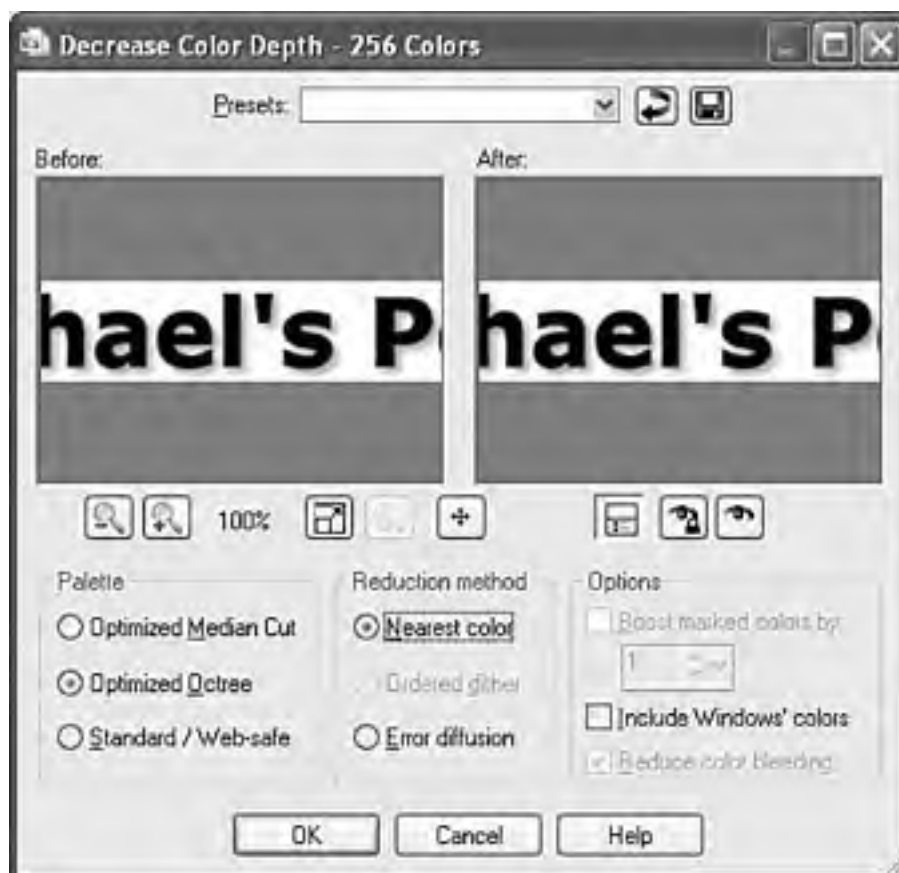 Decrease Color Depth - 256 Colors
Presets:
Before:
After:
hael's P
hael's P
100%
Palette
Reduction method
Options
Optimized Median Cut
Nearest color
Boost marked colors by:
1
Optimized Octree
Ordered dither
Include Windows' colors
Standard / Web-safe
Error diffusion
Reduce color bleeding
OK
Cancel
Help